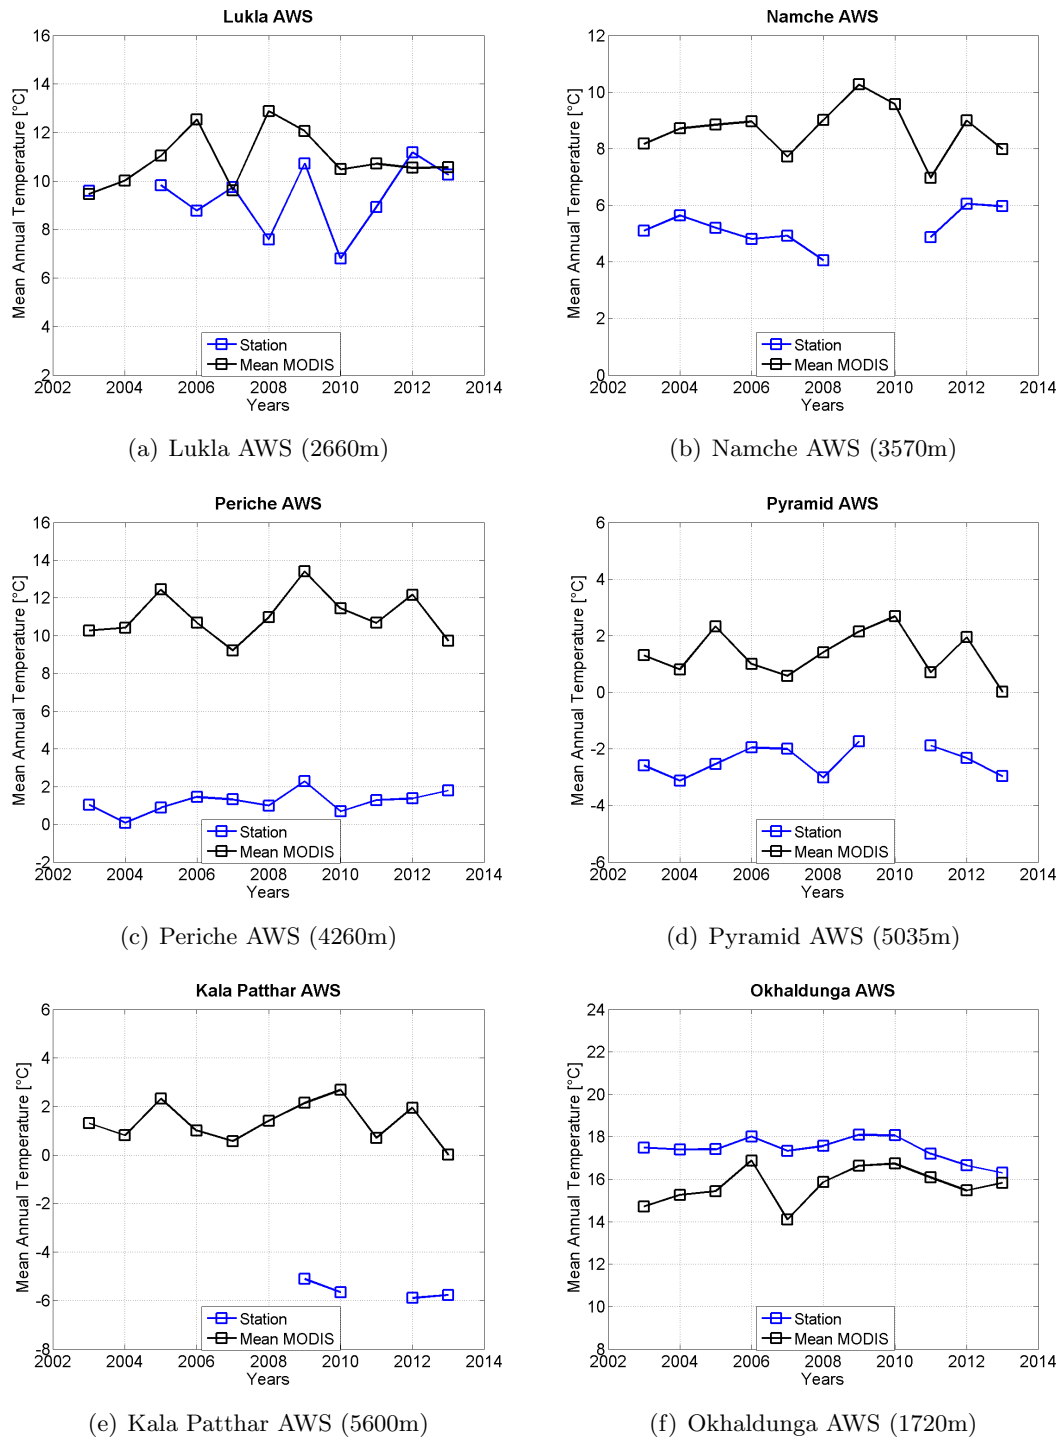 Lukla AWS
Mean Annual Temperature [°C]
16
14
12
10
8
6
4
2
2002 2004 2006 2008 2010 2012 2014
Years
Station
Mean MODIS
(a) Lukla AWS (2660m)
Namche AWS
Mean Annual Temperature [°C]
12
10
8
6
4
2
0
2002 2004 2006 2008 2010 2012 2014
Years
Station
Mean MODIS
(b) Namche AWS (3570m)
Periche AWS
Mean Annual Temperature [°C]
16
14
12
10
8
6
4
2
0
-2
2002 2004 2006 2008 2010 2012 2014
Years
Station
Mean MODIS
(c) Periche AWS (4260m)
Pyramid AWS
Mean Annual Temperature [°C]
6
4
2
0
-2
-4
-6
2002 2004 2006 2008 2010 2012 2014
Years
Station
Mean MODIS
(d) Pyramid AWS (5035m)
Kala Patthar AWS
Mean Annual Temperature [°C]
6
4
2
0
-2
-4
-6
-8
2002 2004 2006 2008 2010 2012 2014
Years
Station
Mean MODIS
(e) Kala Patthar AWS (5600m)
Okhaldunga AWS
Mean Annual Temperature [°C]
24
22
20
18
16
14
12
10
8
2002 2004 2006 2008 2010 2012 2014
Years
Station
Mean MODIS
(f) Okhaldunga AWS (1720m)